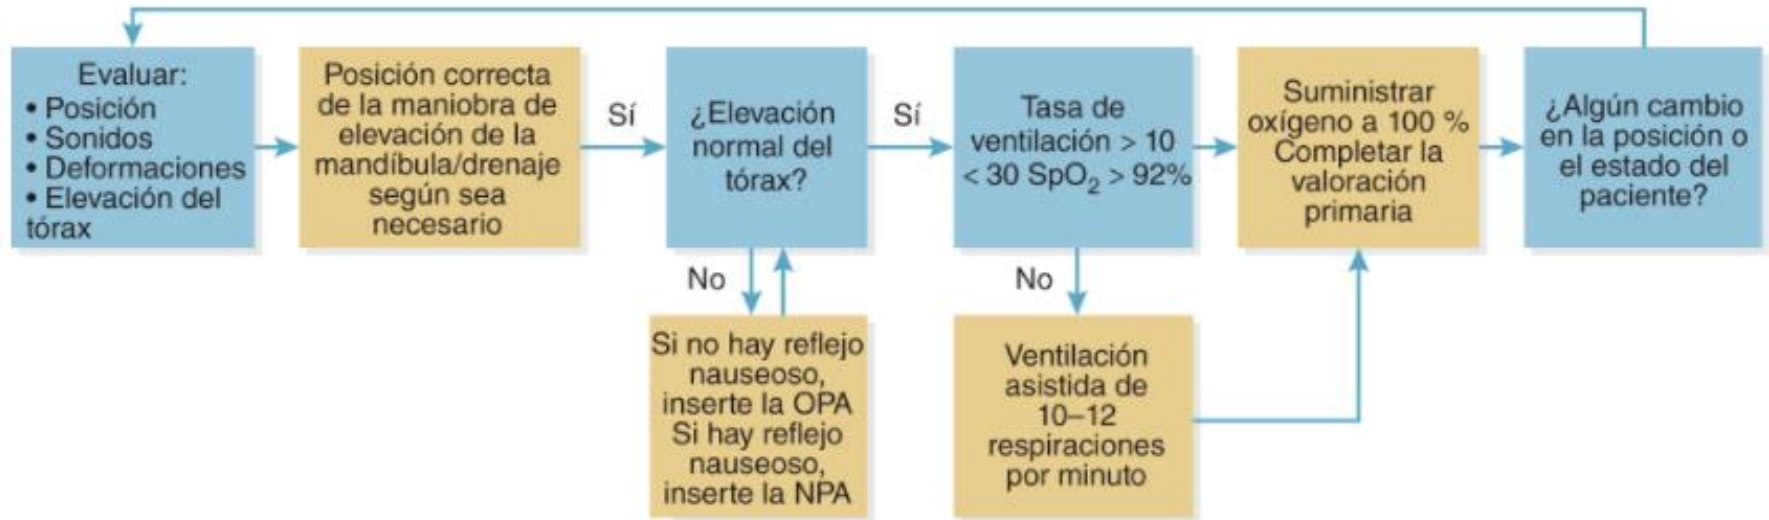 Evaluar:
• Posición
• Sonidos
• Deformaciones
• Elevación del
tórax
Posición correcta
de la maniobra de
elevación de la
mandíbula/drenaje
según sea
necesario
Sí
¿Elevación
normal del
tórax?
Sí
Tasa de
ventilación > 10
< 30 SpO₂ > 92%
Suministrar
oxígeno a 100 %
Completar la
valoración
primaria
¿Algún cambio
en la posición o
el estado del
paciente?
No
No
Si no hay reflejo
nauseoso,
inserte la OPA
Si hay reflejo
nauseoso,
inserte la NPA
Ventilación
asistida de
10–12
respiraciones
por minuto